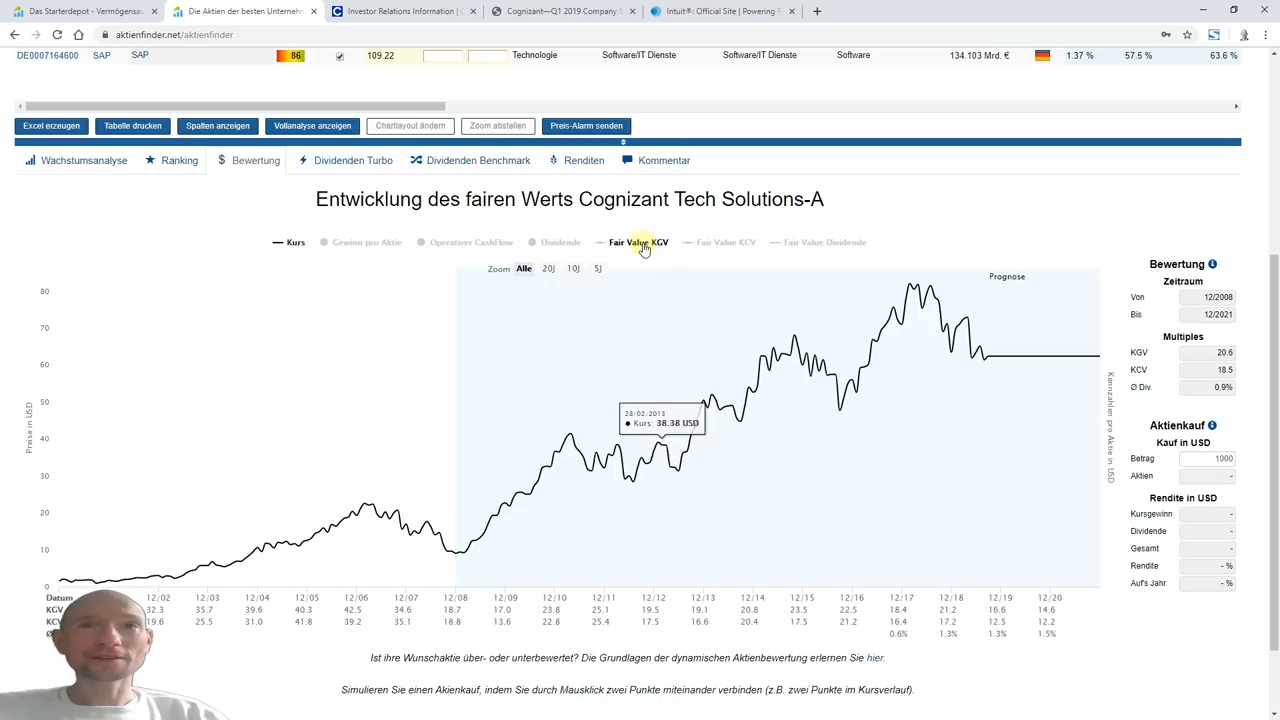 Das Starterdepot - Vermögensau
Die Aktien der besten Unternehm
Investor Relations Information | C
Cognizant—Q1 2019 Company S
Intuit®: Official Site | Powering P
aktienfinder.net/aktienfinder
DE0007164600 SAP SAP 86 109.22 Technologie Software/IT Dienste Software/IT Dienste Software 134.103 Mrd. € 1.37 % 57.5 % 63.6 %
Excel erzeugen Tabelle drucken Spalten anzeigen Vollanalyse anzeigen Chartlayout ändern Zoom abstellen Preis-Alarm senden
Wachstumsanalyse Ranking $ Bewertung Dividenden Turbo Dividenden Benchmark Renditen Kommentar
Entwicklung des fairen Werts Cognizant Tech Solutions-A
Kurs Gewinn pro Aktie Operativer CashFlow Dividende Fair Value KGV Fair Value KCV Fair Value Dividende
Zoom Alle 20J 10J 5J
Prognose
80
70
60
50
40
30
20
10
0
Preise in USD
28/02/2013
Kurs: 38.38 USD
Kennzahlen pro Aktie in USD
Datum 12/02 12/03 12/04 12/05 12/06 12/07 12/08 12/09 12/10 12/11 12/12 12/13 12/14 12/15 12/16 12/17 12/18 12/19 12/20
KGV 32.3 35.7 39.6 40.3 42.5 34.6 18.7 17.0 23.8 25.1 19.5 19.1 20.8 23.5 22.5 18.4 21.2 16.6 14.6
KCV 19.6 25.5 31.0 41.8 39.2 35.1 18.8 13.6 22.8 25.4 17.5 16.6 20.4 17.5 21.2 16.4 17.2 12.5 12.2
0.6% 1.3% 1.3% 1.5%
Bewertung
Zeitraum
Von 12/2008
Bis 12/2021
Multiples
KGV 20.6
KCV 18.5
Ø Div. 0.9%
Aktienkauf
Kauf in USD
Betrag 1000
Aktien -
Rendite in USD
Kursgewinn -
Dividende -
Gesamt -
Rendite - %
Auf's Jahr - %
Ist ihre Wunschaktie über- oder unterbewertet? Die Grundlagen der dynamischen Aktienbewertung erlernen Sie hier.
Simulieren Sie einen Aktienkauf, indem Sie durch Mausklick zwei Punkte miteinander verbinden (z.B. zwei Punkte im Kursverlauf).